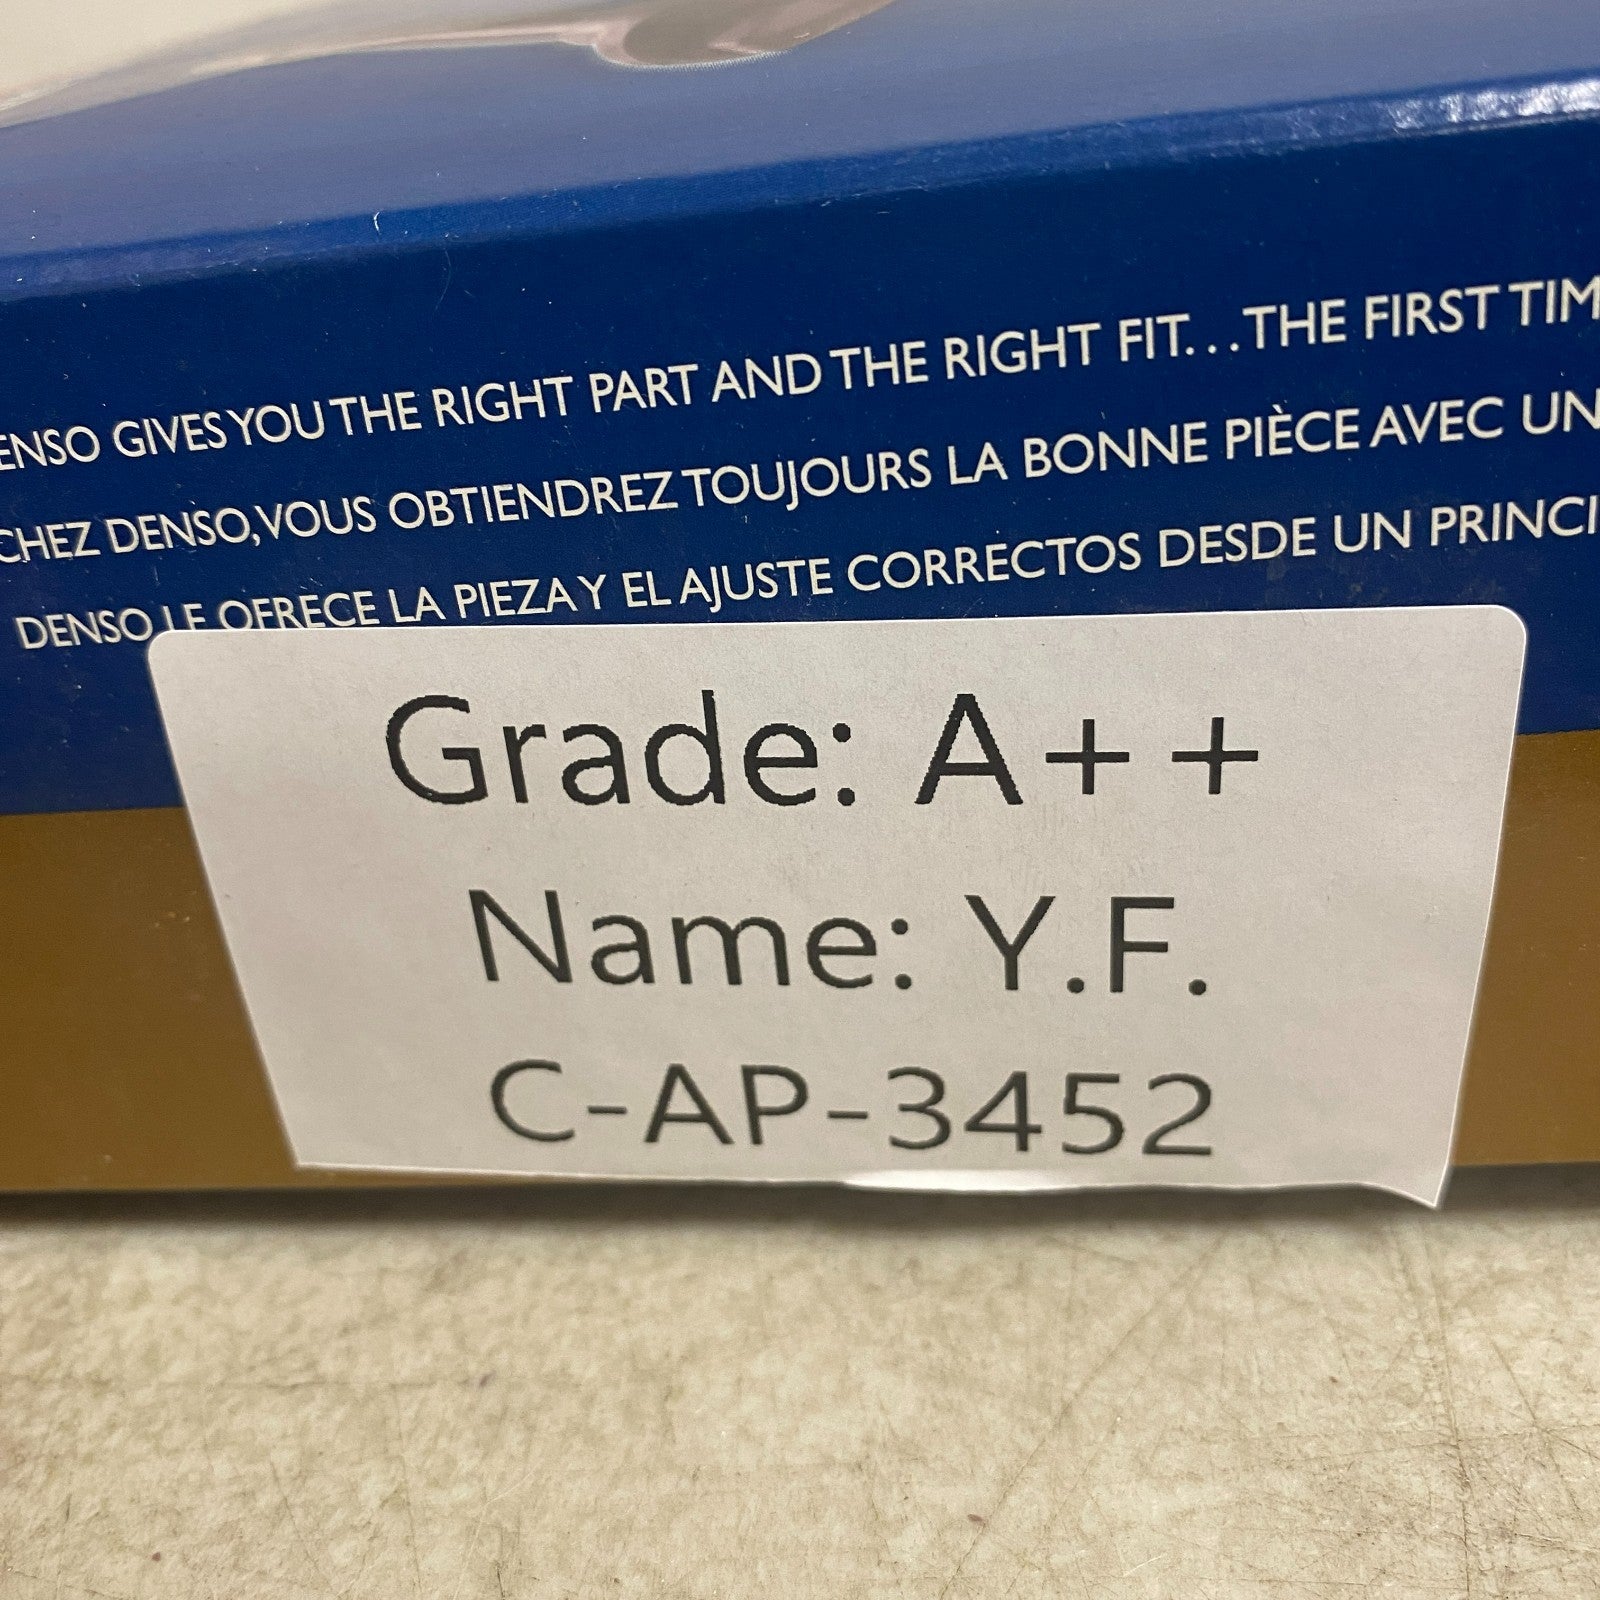 ENSO GIVES YOU THE RIGHT PART AND THE RIGHT FIT...THE FIRST TIM
CHEZ DENSO, VOUS OBTIENDREZ TOUJOURS LA BONNE PIÈCE AVEC UN
DENSO LE OFRECE LA PIEZA Y EL AJUSTE CORRECTOS DESDE UN PRINCI
Grade: A++
Name: Y.F.
C-AP-3452